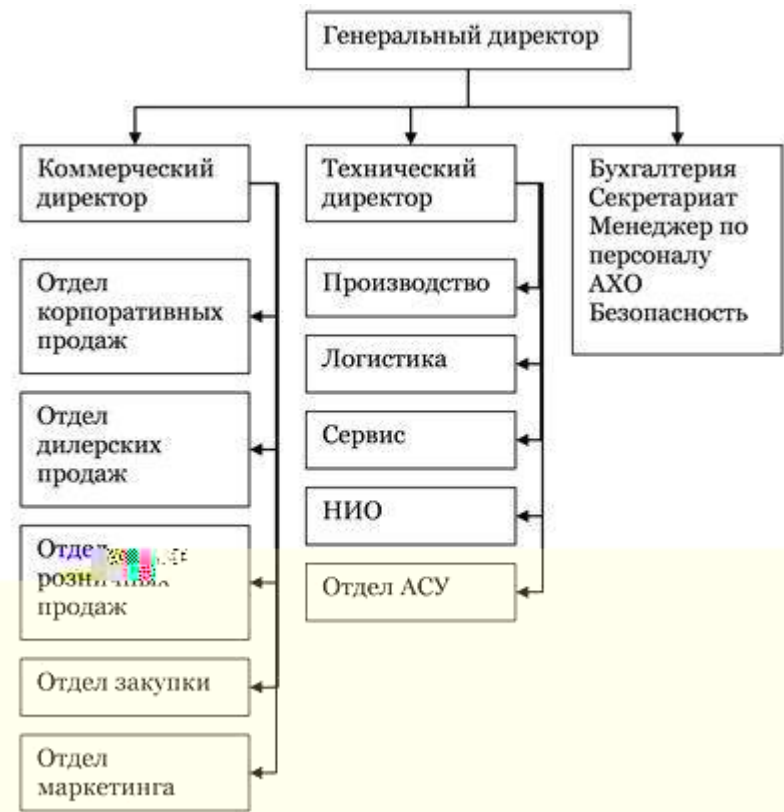 Генеральный директор
Коммерческий
директор
Отдел
корпоративных
продаж
Отдел
дилерских
продаж
Отдел
розничных
продаж
Отдел закупки
Отдел
маркетинга
Технический
директор
Производство
Логистика
Сервис
НИО
Отдел АСУ
Бухгалтерия
Секретариат
Менеджер по
персоналу
АХО
Безопасность